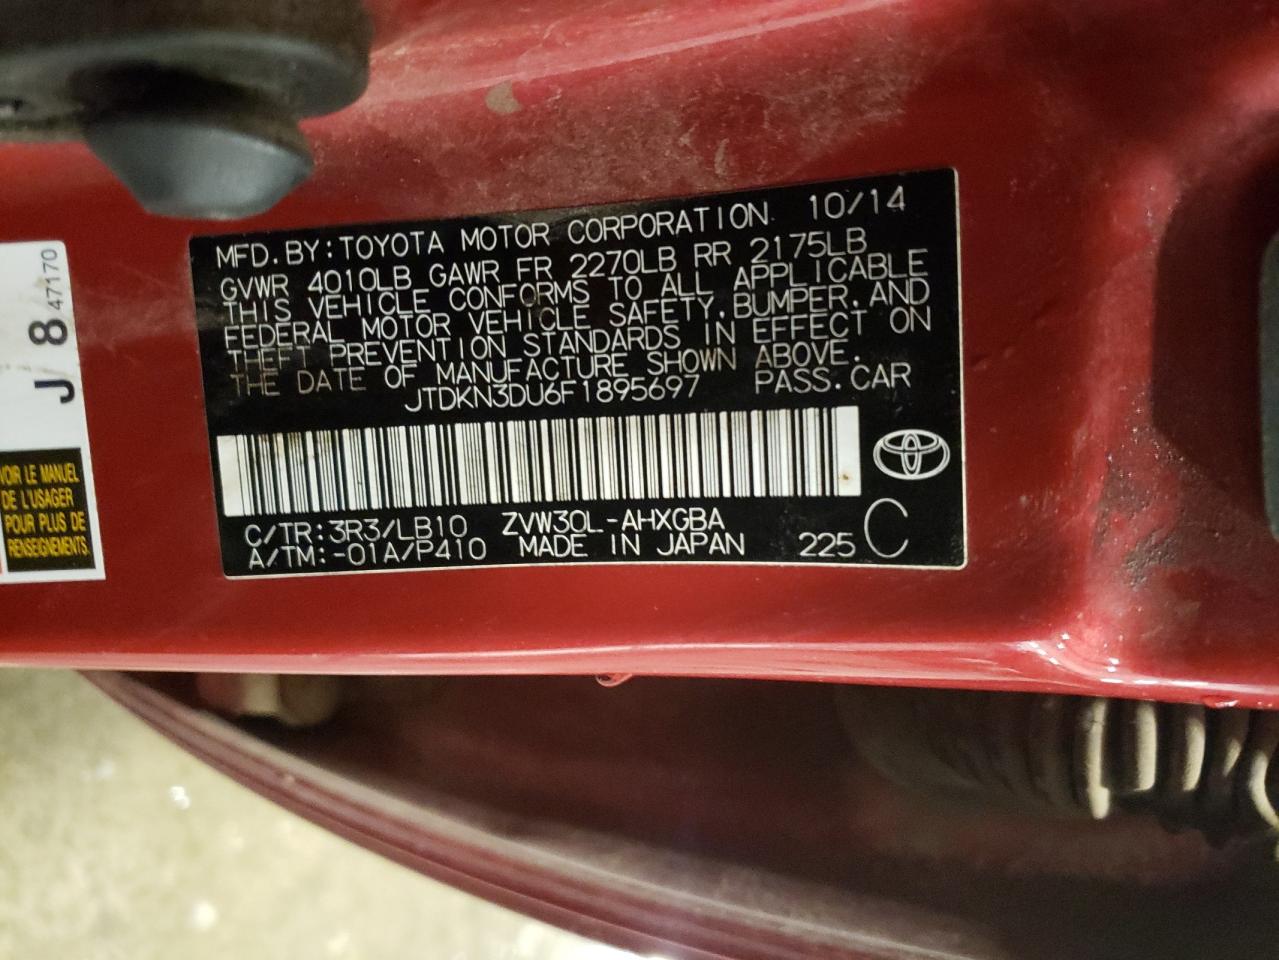 MFD.BY:TOYOTA MOTOR CORPORATION 10/14
GVWR 4010LB GAWR FR 2270LB RR 2175LB
THIS VEHICLE CONFORMS TO ALL APPLICABLE
FEDERAL MOTOR VEHICLE SAFETY,BUMPER,AND
THEFT PREVENTION STANDARDS IN EFFECT ON
THE DATE OF MANUFACTURE SHOWN ABOVE.
JTDKN3DU6F1895697 PASS.CAR
C/TR:3R3/LB10 ZVW30L-AHXGBA
A/TM:-01A/P410 MADE IN JAPAN 225 C
J 8 47170
VOIR LE MANUEL
DE L'USAGER
POUR PLUS DE
RENSEIGNEMENTS.